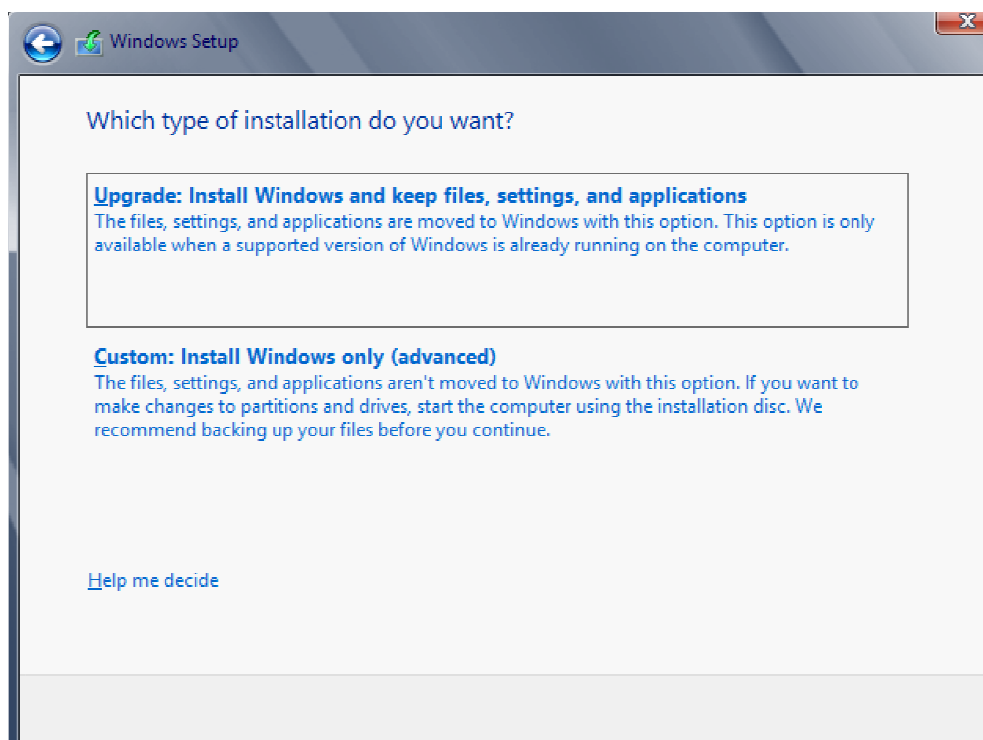 Windows Setup
Which type of installation do you want?
Upgrade: Install Windows and keep files, settings, and applications
The files, settings, and applications are moved to Windows with this option. This option is only
available when a supported version of Windows is already running on the computer.
Custom: Install Windows only (advanced)
The files, settings, and applications aren't moved to Windows with this option. If you want to
make changes to partitions and drives, start the computer using the installation disc. We
recommend backing up your files before you continue.
Help me decide